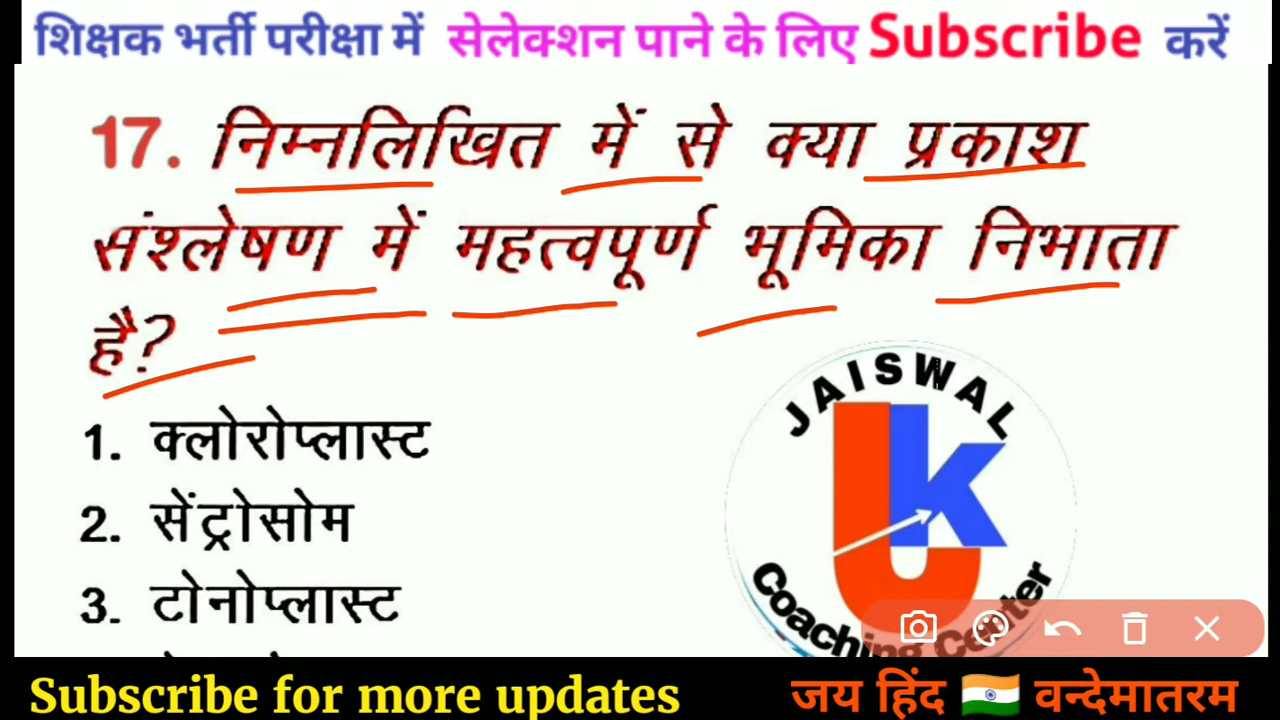 शिक्षक भर्ती परीक्षा में सेलेक्शन पाने के लिए Subscribe करें
17. निम्नलिखित में से क्या प्रकाश
संश्लेषण में महत्वपूर्ण भूमिका निभाता
है?
1. क्लोरोप्लास्ट
2. सेंट्रोसोम
3. टोनोप्लास्ट
JAISWAL
JK
Coaching Center
Subscribe for more updates
जय हिंद 🇮🇳 वन्देमातरम